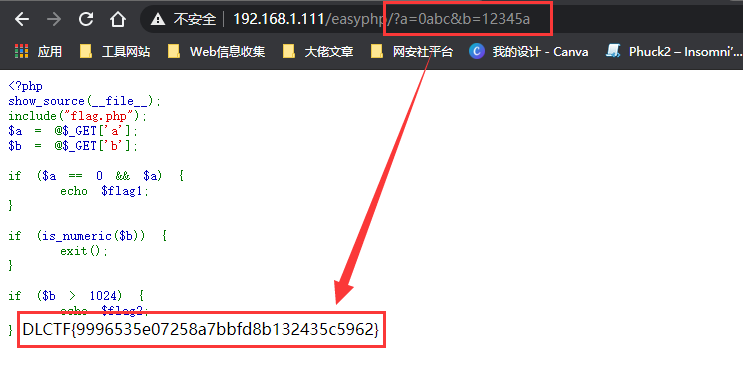 不安全 192.168.1.111/easyphp/?a=0abc&b=12345a
应用 工具网站 Web信息收集 大佬文章 网安社平台 C 我的设计 - Canva Phuck2 – Insomni'
<?php
show_source(__file__);
include("flag.php");
$a = @$_GET['a'];
$b = @$_GET['b'];
if ($a == 0 && $a) {
echo $flag1;
}
if (is_numeric($b)) {
exit();
}
if ($b > 1024) {
echo $flag2;
} DLCTF{9996535e07258a7bbfd8b132435c5962}